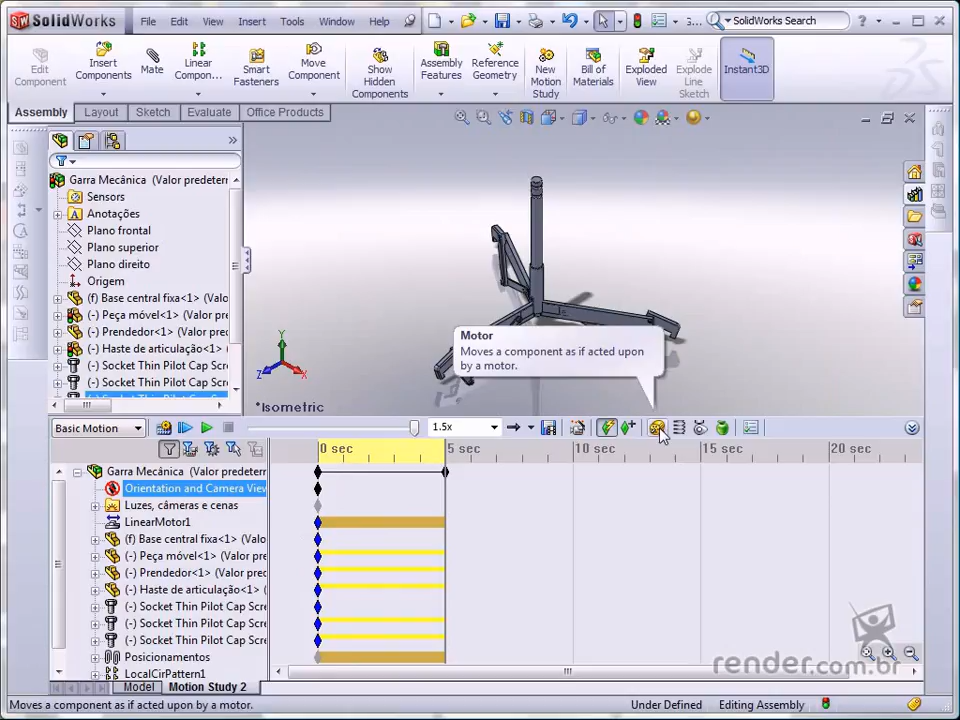 SolidWorks
File Edit View Insert Tools Window Help
3...
SolidWorks Search
Edit Component
Insert Components
Mate
Linear Compon...
Smart Fasteners
Move Component
Show Hidden Components
Assembly Features
Reference Geometry
New Motion Study
Bill of Materials
Exploded View
Explode Line Sketch
Instant3D
Assembly Layout Sketch Evaluate Office Products
Garra Mecânica (Valor predeter
Sensors
Anotações
Plano frontal
Plano superior
Plano direito
Origem
(f) Base central fixa<1> (Valor
(-) Peça móvel<1> (Valor pred
(-) Prendedor<1> (Valor prede
(-) Haste de articulação<1> (V
(-) Socket Thin Pilot Cap Scre
(-) Socket Thin Pilot Cap Scre
Y
Z
X
*Isometric
Motor
Moves a component as if acted upon
by a motor.
Basic Motion
1.5x
0 sec 5 sec 10 sec 15 sec 20 sec
Garra Mecânica (Valor predete
Orientation and Camera View
Luzes, câmeras e cenas
LinearMotor1
(f) Base central fixa<1> (Valor
(-) Peça móvel<1> (Valor pre
(-) Prendedor<1> (Valor prede
(-) Haste de articulação<1> (V
(-) Socket Thin Pilot Cap Scre
(-) Socket Thin Pilot Cap Scre
(-) Socket Thin Pilot Cap Scre
Posicionamentos
LocalCirPattern1
render.com.br
Model Motion Study 2
Moves a component as if acted upon by a motor.
Under Defined Editing Assembly